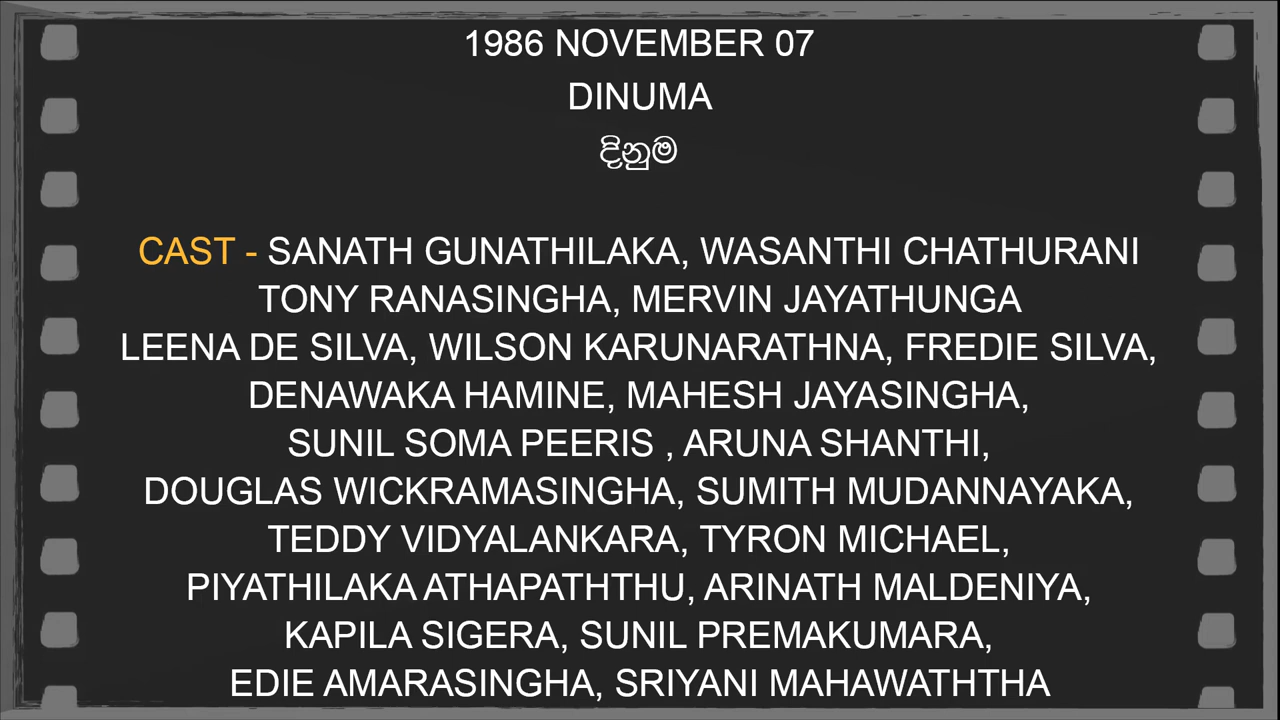 1986 NOVEMBER 07
DINUMA
දිනුම
CAST - SANATH GUNATHILAKA, WASANTHI CHATHURANI
TONY RANASINGHA, MERVIN JAYATHUNGA
LEENA DE SILVA, WILSON KARUNARATHNA, FREDIE SILVA,
DENAWAKA HAMINE, MAHESH JAYASINGHA,
SUNIL SOMA PEERIS , ARUNA SHANTHI,
DOUGLAS WICKRAMASINGHA, SUMITH MUDANNAYAKA,
TEDDY VIDYALANKARA, TYRON MICHAEL,
PIYATHILAKA ATHAPATHTHU, ARINATH MALDENIYA,
KAPILA SIGERA, SUNIL PREMAKUMARA,
EDIE AMARASINGHA, SRIYANI MAHAWATHTHA